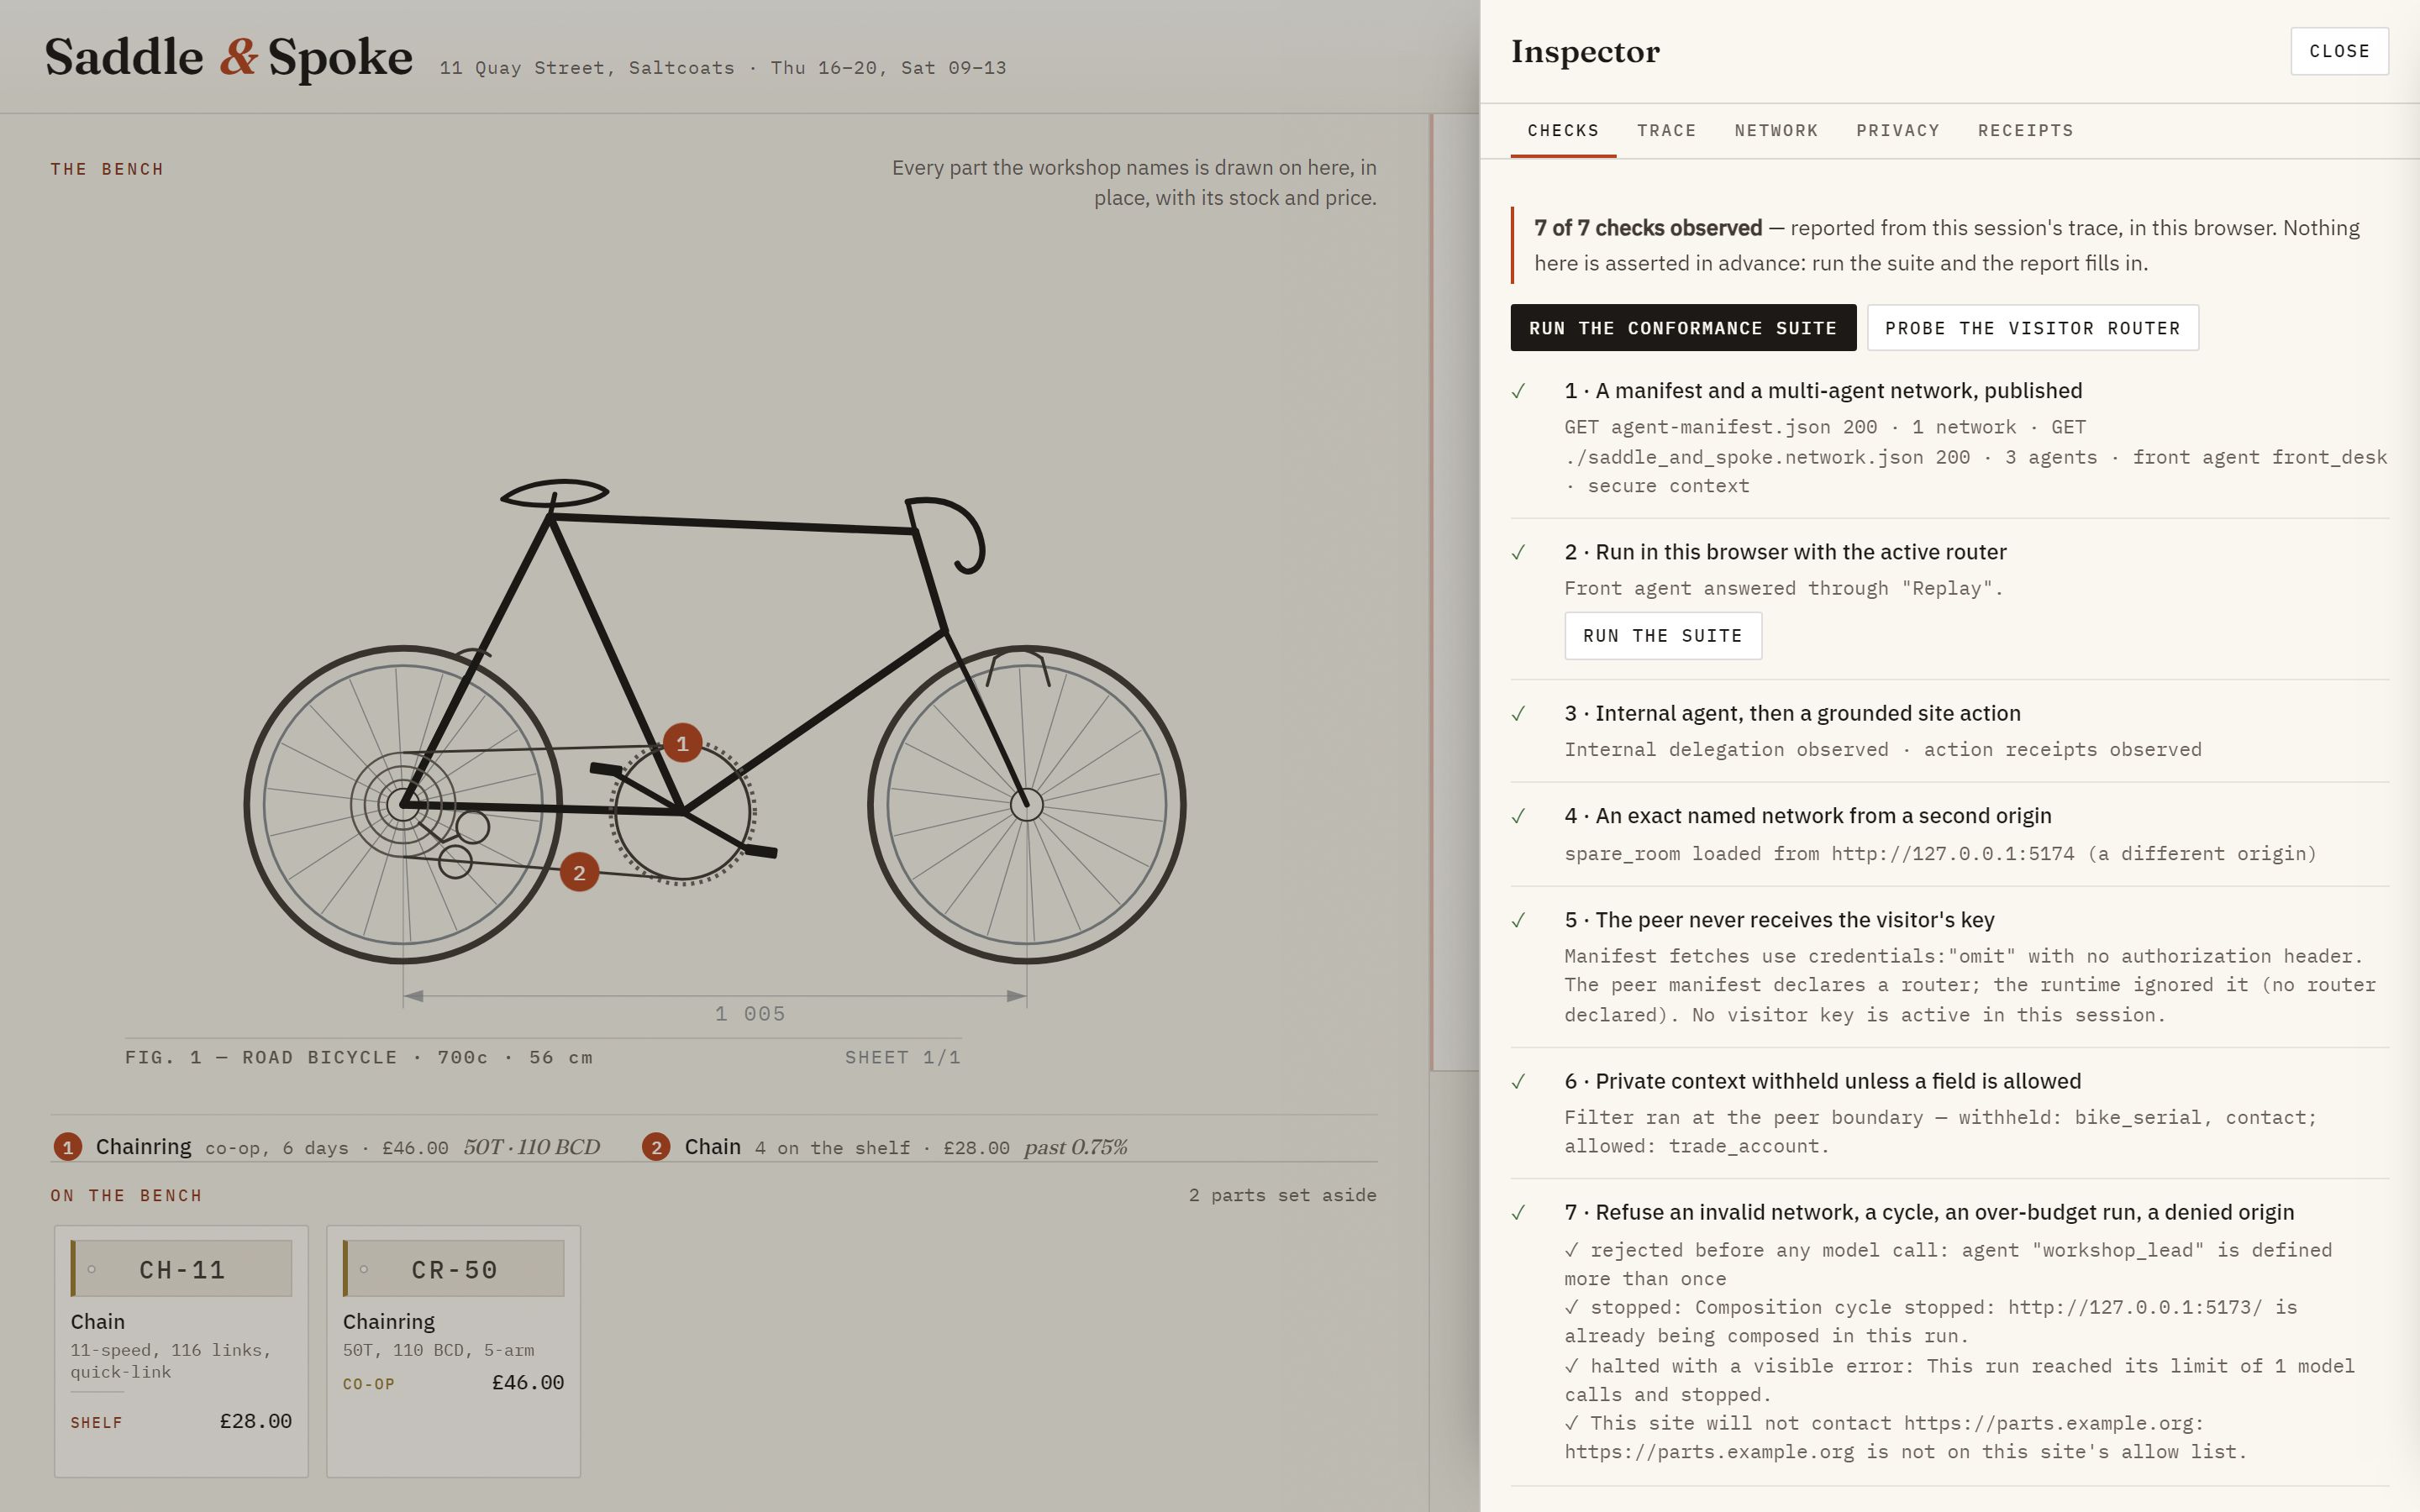 Saddle & Spoke
11 Quay Street, Saltcoats · Thu 16–20, Sat 09–13
THE BENCH
Every part the workshop names is drawn on here, in
place, with its stock and price.
1
2
1 005
FIG. 1 — ROAD BICYCLE · 700c · 56 cm
SHEET 1/1
1 Chainring co-op, 6 days · £46.00 50T · 110 BCD
2 Chain 4 on the shelf · £28.00 past 0.75%
ON THE BENCH
2 parts set aside
CH-11
Chain
11-speed, 116 links,
quick-link
SHELF £28.00
CR-50
Chainring
50T, 110 BCD, 5-arm
CO-OP £46.00
Inspector
CLOSE
CHECKS TRACE NETWORK PRIVACY RECEIPTS
7 of 7 checks observed — reported from this session's trace, in this browser. Nothing
here is asserted in advance: run the suite and the report fills in.
RUN THE CONFORMANCE SUITE
PROBE THE VISITOR ROUTER
✓ 1 · A manifest and a multi-agent network, published
GET agent-manifest.json 200 · 1 network · GET
./saddle_and_spoke.network.json 200 · 3 agents · front agent front_desk
· secure context
✓ 2 · Run in this browser with the active router
Front agent answered through "Replay".
RUN THE SUITE
✓ 3 · Internal agent, then a grounded site action
Internal delegation observed · action receipts observed
✓ 4 · An exact named network from a second origin
spare_room loaded from http://127.0.0.1:5174 (a different origin)
✓ 5 · The peer never receives the visitor's key
Manifest fetches use credentials:"omit" with no authorization header.
The peer manifest declares a router; the runtime ignored it (no router
declared). No visitor key is active in this session.
✓ 6 · Private context withheld unless a field is allowed
Filter ran at the peer boundary — withheld: bike_serial, contact;
allowed: trade_account.
✓ 7 · Refuse an invalid network, a cycle, an over-budget run, a denied origin
✓ rejected before any model call: agent "workshop_lead" is defined
more than once
✓ stopped: Composition cycle stopped: http://127.0.0.1:5173/ is
already being composed in this run.
✓ halted with a visible error: This run reached its limit of 1 model
calls and stopped.
✓ This site will not contact https://parts.example.org:
https://parts.example.org is not on this site's allow list.